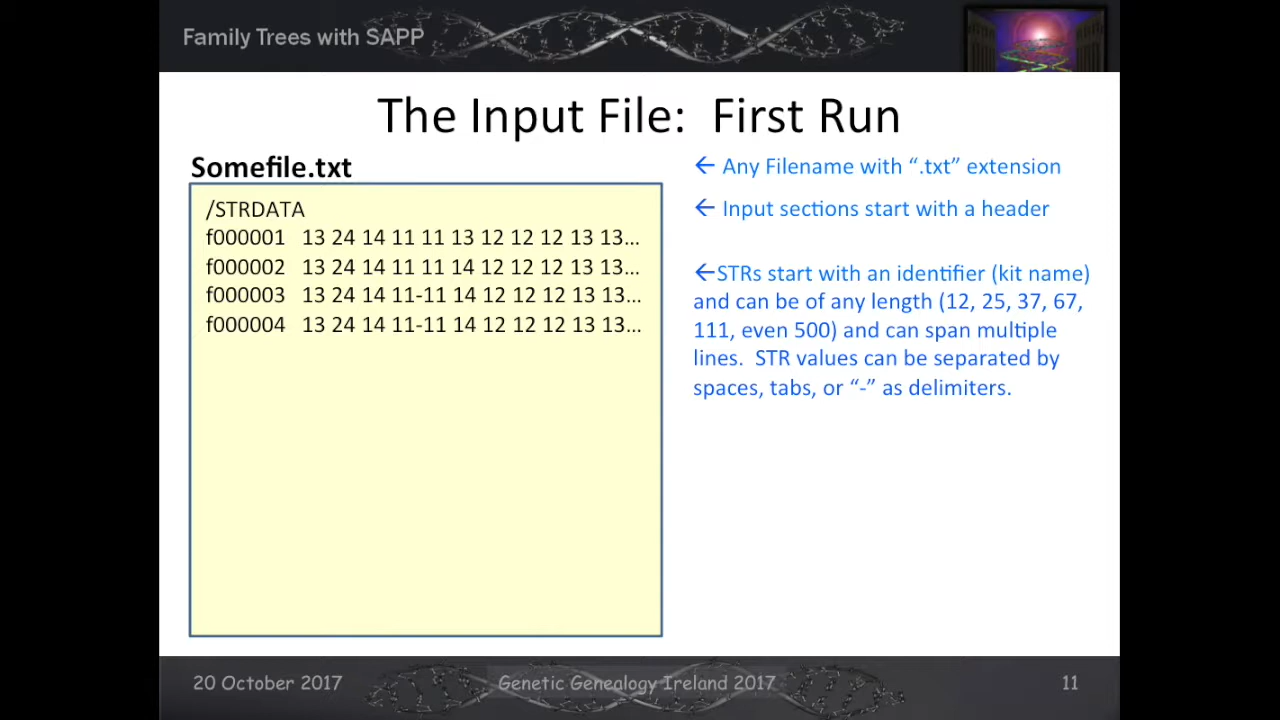 Family Trees with SAPP
The Input File: First Run
Somefile.txt
/STRDATA
f000001 13 24 14 11 11 13 12 12 12 13 13...
f000002 13 24 14 11 11 14 12 12 12 13 13...
f000003 13 24 14 11-11 14 12 12 12 13 13...
f000004 13 24 14 11-11 14 12 12 12 13 13...
← Any Filename with “.txt” extension
← Input sections start with a header
←STRs start with an identifier (kit name)
and can be of any length (12, 25, 37, 67,
111, even 500) and can span multiple
lines. STR values can be separated by
spaces, tabs, or “-” as delimiters.
20 October 2017
Genetic Genealogy Ireland 2017
11